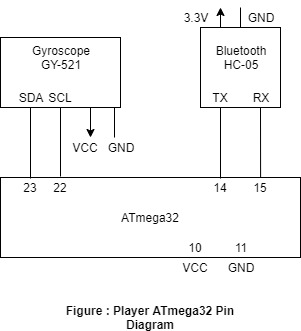 3.3V GND
Gyroscope
GY-521
Bluetooth
HC-05
SDA SCL
TX RX
VCC GND
23 22 14 15
ATmega32
10 11
VCC GND
Figure : Player ATmega32 Pin
Diagram